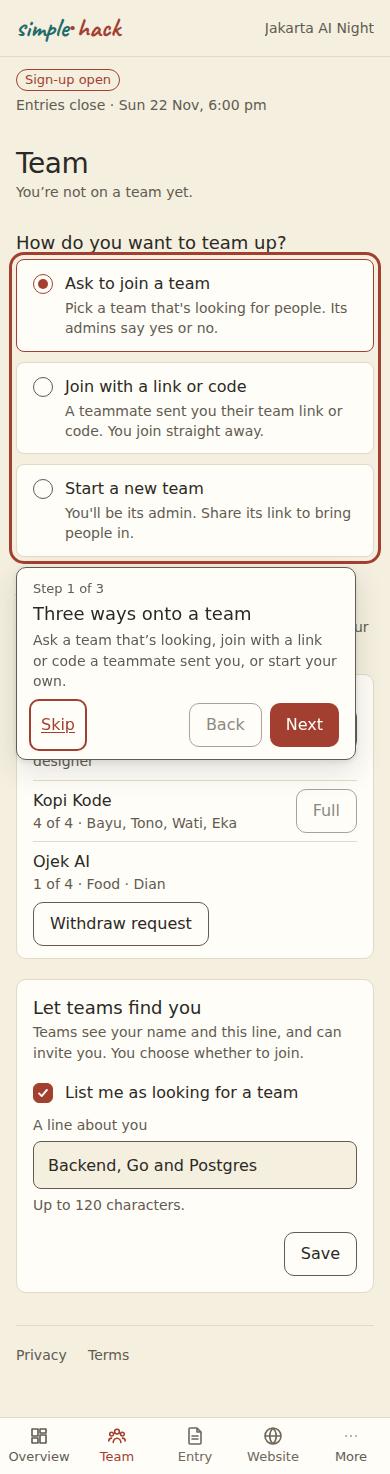 simple·hack
Jakarta AI Night
Sign-up open
Entries close · Sun 22 Nov, 6:00 pm
Team
You’re not on a team yet.
How do you want to team up?
Ask to join a team
Pick a team that's looking for people. Its
admins say yes or no.
Join with a link or code
A teammate sent you their team link or
code. You join straight away.
Start a new team
You'll be its admin. Share its link to bring
people in.
Step 1 of 3
Three ways onto a team
Ask a team that’s looking, join with a link
or code a teammate sent you, or start your
own.
Skip
Back
Next
designer
Kopi Kode
4 of 4 · Bayu, Tono, Wati, Eka
Full
Ojek AI
1 of 4 · Food · Dian
Withdraw request
Let teams find you
Teams see your name and this line, and can
invite you. You choose whether to join.
List me as looking for a team
A line about you
Backend, Go and Postgres
Up to 120 characters.
Save
Privacy
Terms
Overview
Team
Entry
Website
More